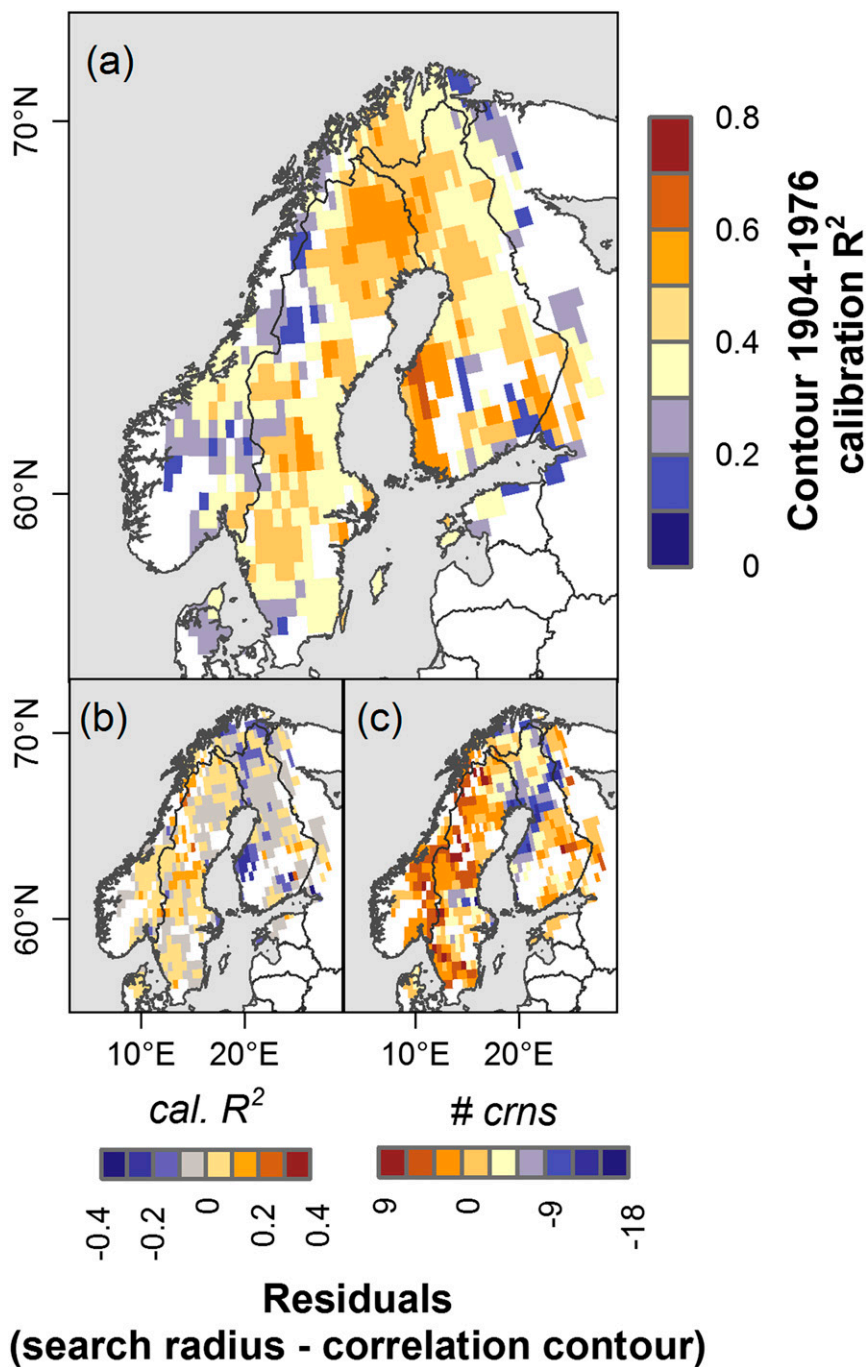 (a)
70°N
60°N
0.8
0.6
0.4
0.2
0
Contour 1904-1976
calibration R²
(b)
(c)
70°N
60°N
10°E
20°E
10°E
20°E
cal. R²
# crns
-0.4
-0.2
0
0.2
0.4
9
0
-9
-18
Residuals
(search radius - correlation contour)